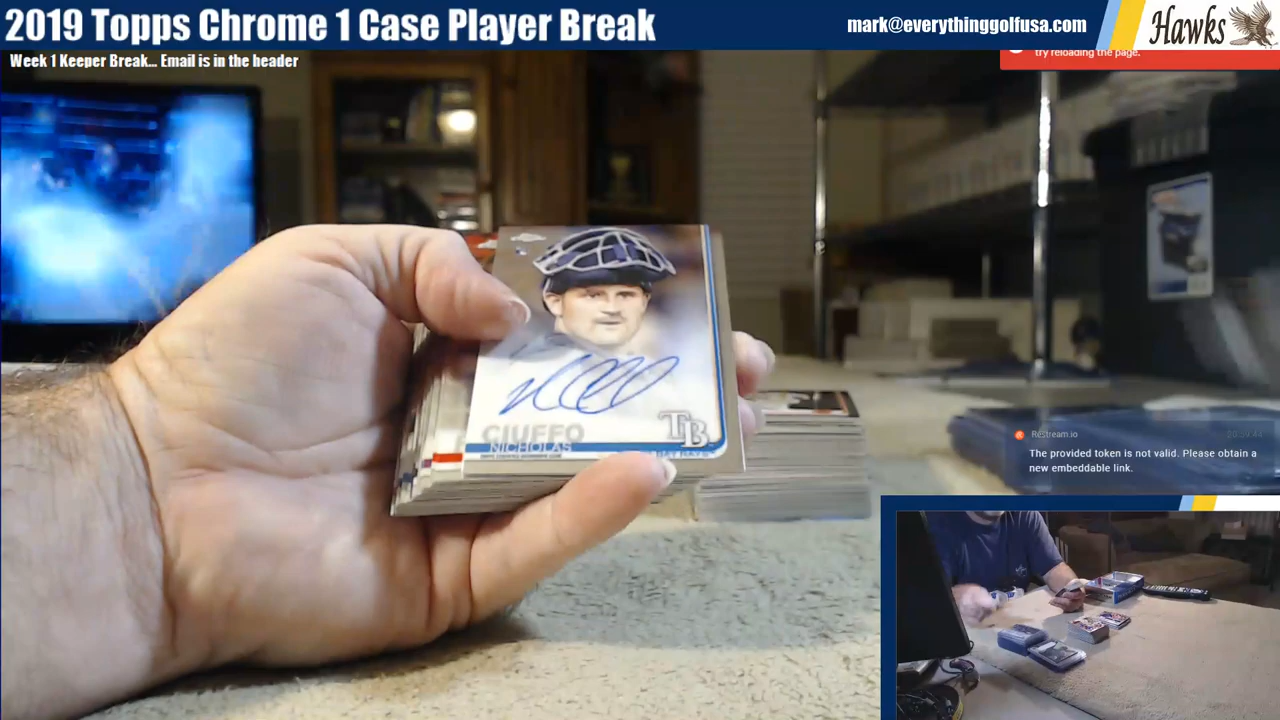 2019 Topps Chrome 1 Case Player Break
mark@everythinggolfusa.com
Hawks
Week 1 Keeper Break... Email is in the header
try reloading the page.
CIUFFO
NICHOLAS
TB
Restream.io
The provided token is not valid. Please obtain a
new embeddable link.